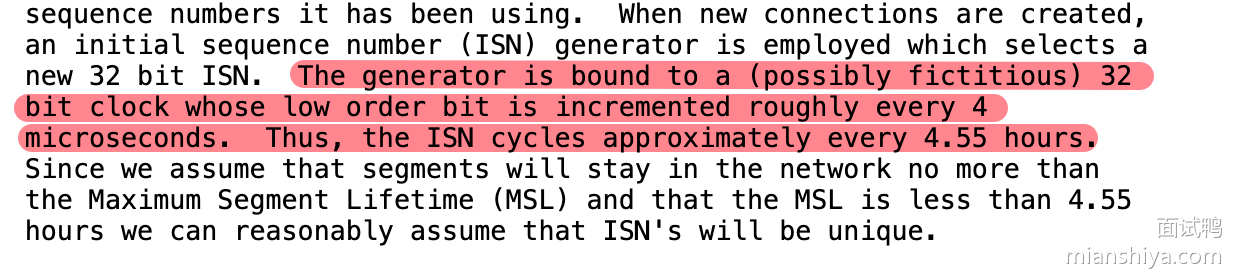 sequence numbers it has been using.  When new connections are created,
an initial sequence number (ISN) generator is employed which selects a
new 32 bit ISN.  The generator is bound to a (possibly fictitious) 32
bit clock whose low order bit is incremented roughly every 4
microseconds.  Thus, the ISN cycles approximately every 4.55 hours.
Since we assume that segments will stay in the network no more than
the Maximum Segment Lifetime (MSL) and that the MSL is less than 4.55
hours we can reasonably assume that ISN's will be unique.
面试鸭
mianshiya.com